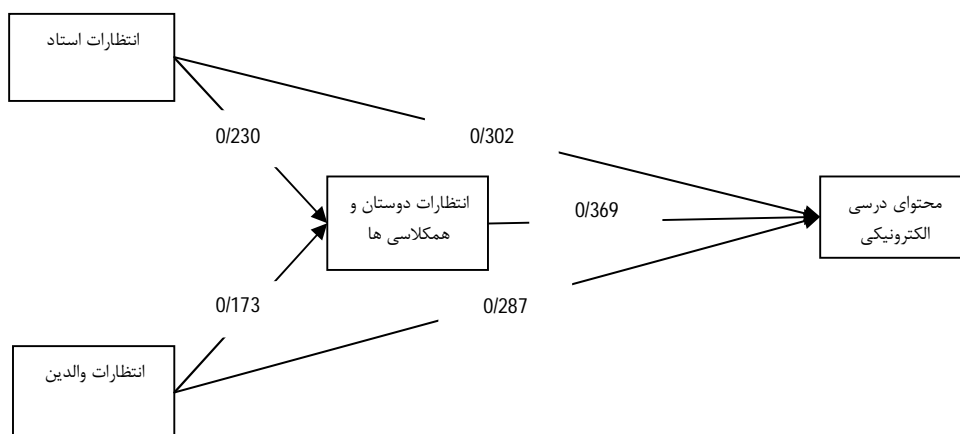 انتظارات استاد
0/230
0/302
انتظارات دوستان و
همکلاسی ها
0/369
محتوای درسی
الکترونیکی
0/173
0/287
انتظارات والدین